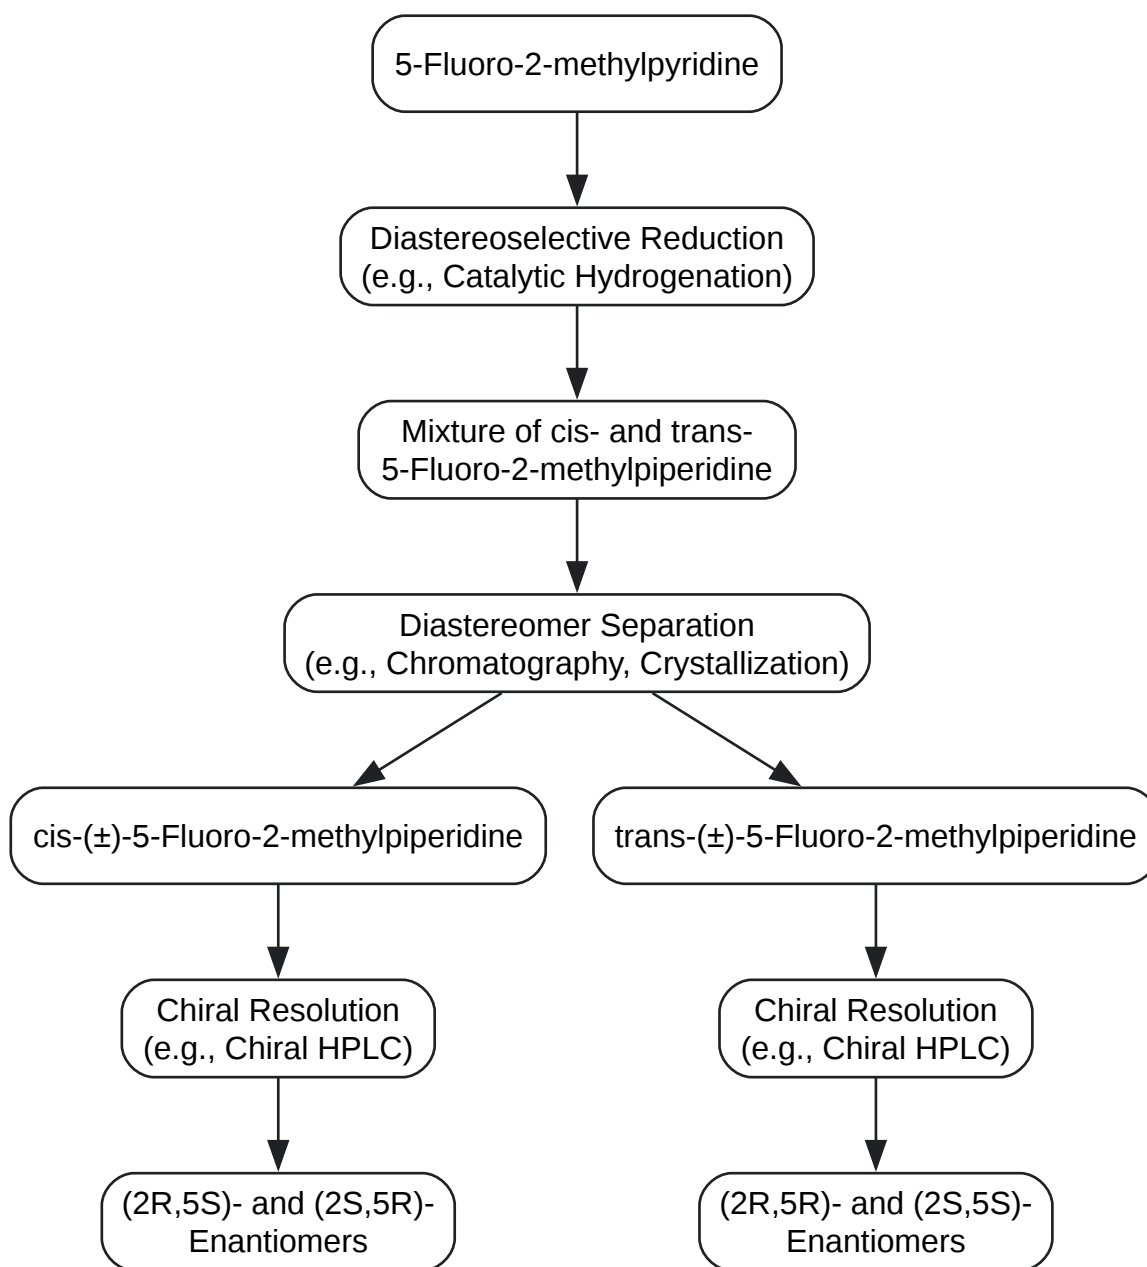 5-Fluoro-2-methylpyridine
Diastereoselective Reduction
(e.g., Catalytic Hydrogenation)
Mixture of cis- and trans-
5-Fluoro-2-methylpiperidine
Diastereomer Separation
(e.g., Chromatography, Crystallization)
cis-(±)-5-Fluoro-2-methylpiperidine
trans-(±)-5-Fluoro-2-methylpiperidine
Chiral Resolution
(e.g., Chiral HPLC)
Chiral Resolution
(e.g., Chiral HPLC)
(2R,5S)- and (2S,5R)-
Enantiomers
(2R,5R)- and (2S,5S)-
Enantiomers